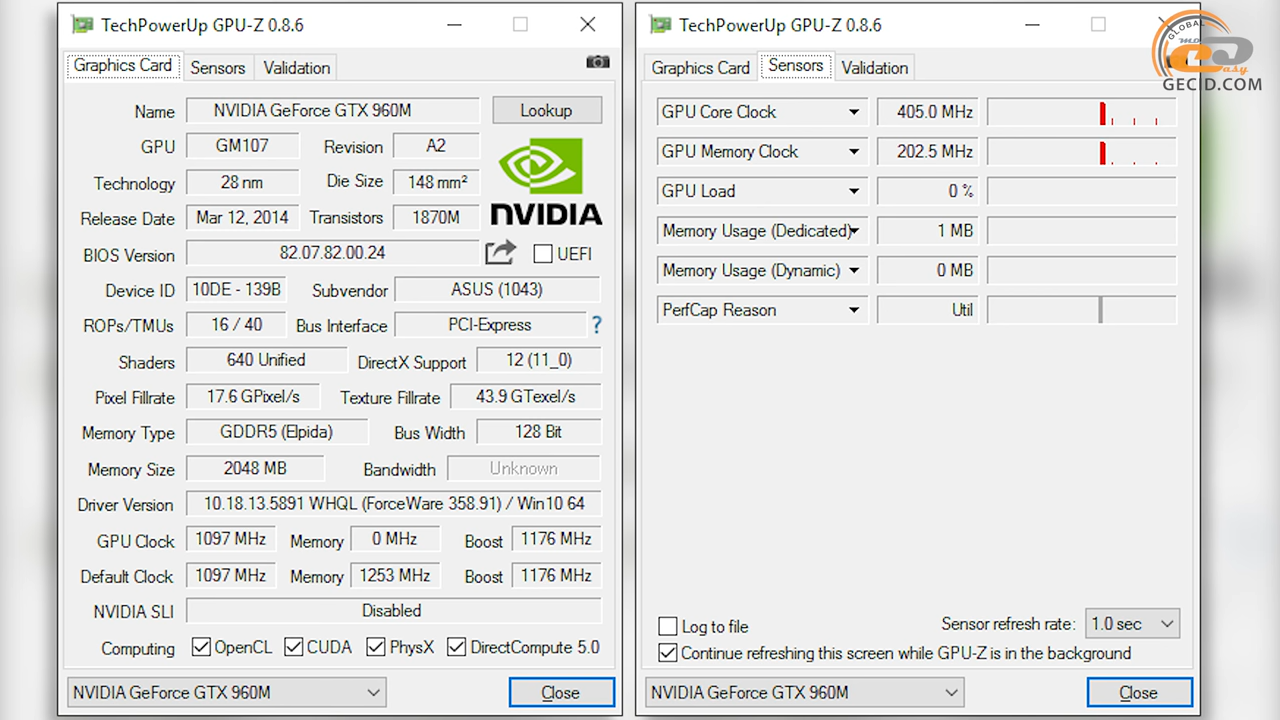 TechPowerUp GPU-Z 0.8.6
Graphics Card Sensors Validation
Name NVIDIA GeForce GTX 960M Lookup
GPU GM107 Revision A2
Technology 28 nm Die Size 148 mm²
Release Date Mar 12, 2014 Transistors 1870M
NVIDIA
BIOS Version 82.07.82.00.24 UEFI
Device ID 10DE - 139B Subvendor ASUS (1043)
ROPs/TMUs 16 / 40 Bus Interface PCI-Express ?
Shaders 640 Unified DirectX Support 12 (11_0)
Pixel Fillrate 17.6 GPixel/s Texture Fillrate 43.9 GTexel/s
Memory Type GDDR5 (Elpida) Bus Width 128 Bit
Memory Size 2048 MB Bandwidth Unknown
Driver Version 10.18.13.5891 WHQL (ForceWare 358.91) / Win10 64
GPU Clock 1097 MHz Memory 0 MHz Boost 1176 MHz
Default Clock 1097 MHz Memory 1253 MHz Boost 1176 MHz
NVIDIA SLI Disabled
Computing OpenCL CUDA PhysX DirectCompute 5.0
NVIDIA GeForce GTX 960M Close
TechPowerUp GPU-Z 0.8.6
Graphics Card Sensors Validation
GPU Core Clock 405.0 MHz
GPU Memory Clock 202.5 MHz
GPU Load 0 %
Memory Usage (Dedicated) 1 MB
Memory Usage (Dynamic) 0 MB
PerfCap Reason Util
Log to file Sensor refresh rate: 1.0 sec
Continue refreshing this screen while GPU-Z is in the background
NVIDIA GeForce GTX 960M Close
GLOBAL
easy
GECID.COM